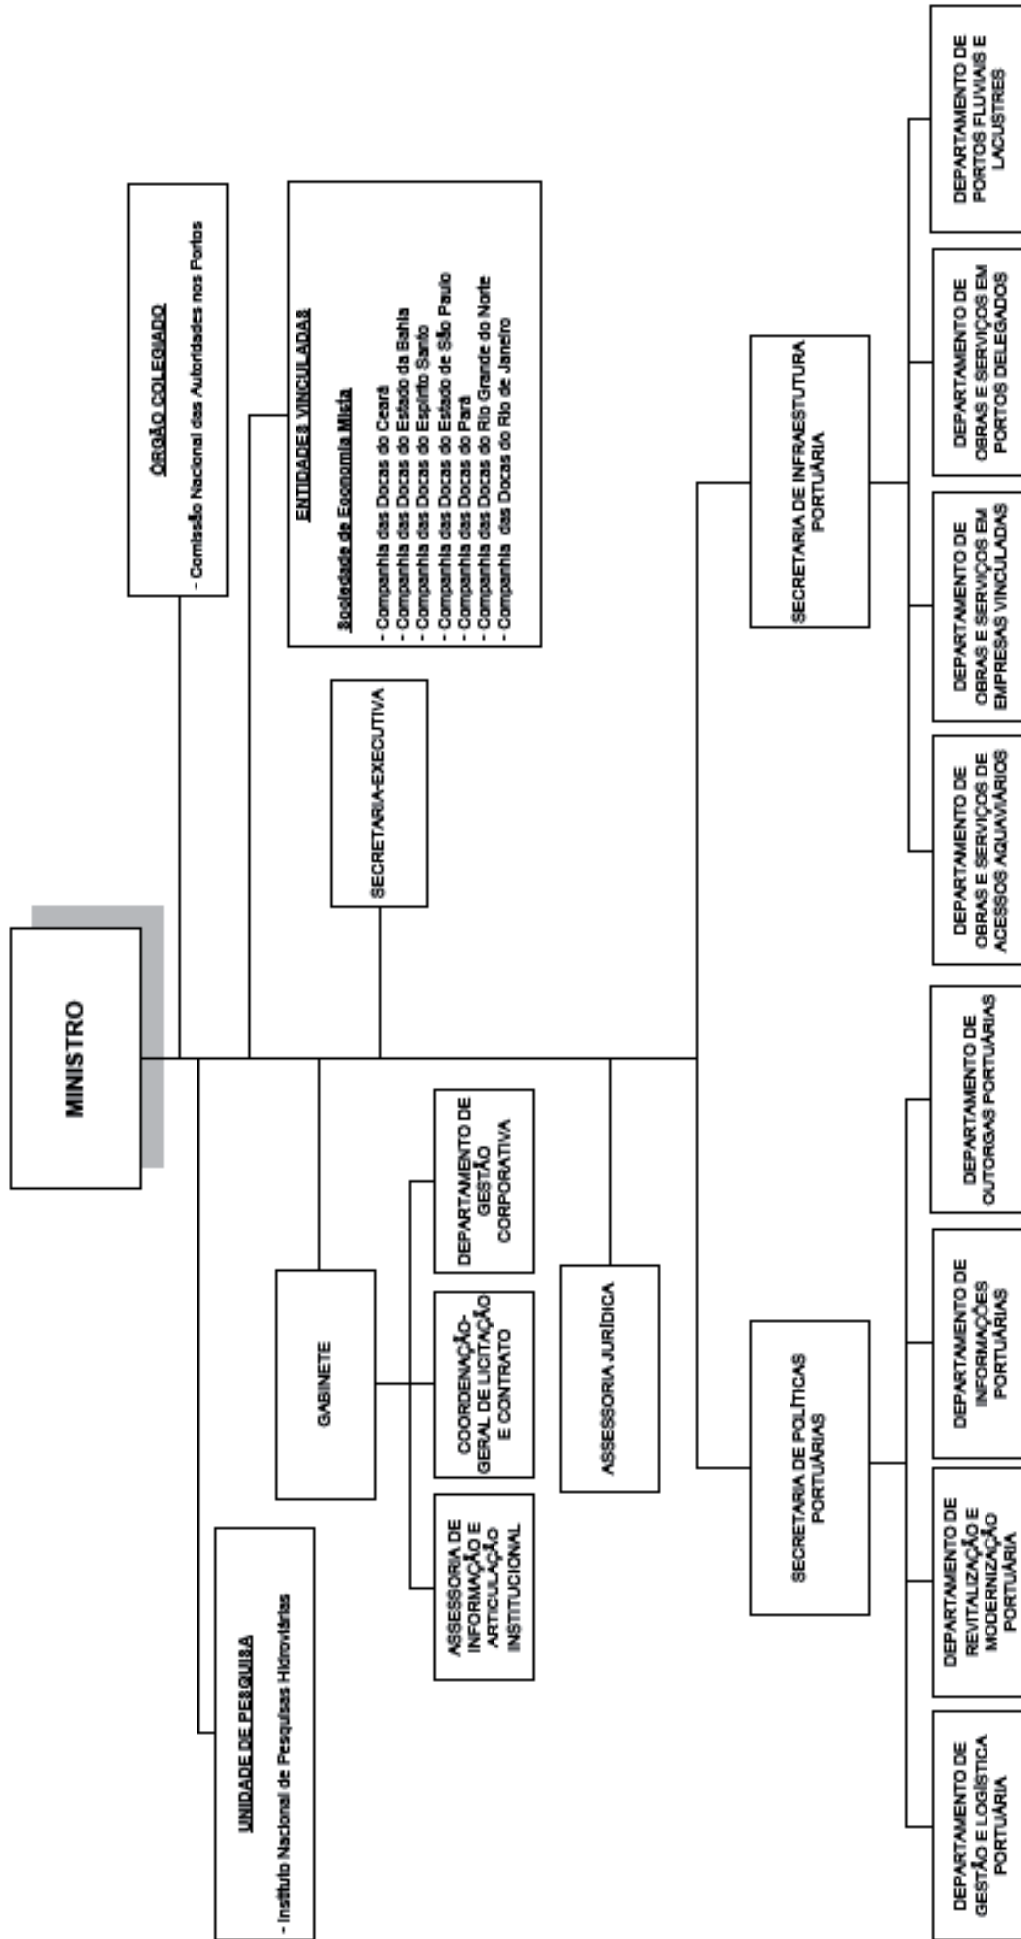 MINISTRO
ÓRGÃO COLEGIADO
- Comissão Nacional das Autoridades nos Portos
UNIDADE DE PESQUISA
- Instituto Nacional de Pesquisas Hidroviárias
ENTIDADES VINCULADAS
Sociedade de Economia Mista
- Companhia das Docas do Ceará
- Companhia das Docas do Estado da Bahia
- Companhia das Docas do Espírito Santo
- Companhia das Docas do Estado de São Paulo
- Companhia das Docas do Pará
- Companhia das Docas do Rio Grande do Norte
- Companhia das Docas do Rio de Janeiro
GABINETE
SECRETARIA-EXECUTIVA
ASSESSORIA DE
INFORMAÇÃO E
ARTICULAÇÃO
INSTITUCIONAL
COORDENAÇÃO-
GERAL DE LICITAÇÃO
E CONTRATO
DEPARTAMENTO DE
GESTÃO
CORPORATIVA
ASSESSORIA JURÍDICA
SECRETARIA DE POLÍTICAS
PORTUÁRIAS
SECRETARIA DE INFRAESTUTURA
PORTUÁRIA
DEPARTAMENTO DE
GESTÃO E LOGÍSTICA
PORTUÁRIA
DEPARTAMENTO DE
REVITALIZAÇÃO E
MODERNIZAÇÃO
PORTUÁRIA
DEPARTAMENTO DE
INFORMAÇÕES
PORTUÁRIAS
DEPARTAMENTO DE
OUTORGAS PORTUÁRIAS
DEPARTAMENTO DE
OBRAS E SERVIÇOS DE
ACESSOS AQUAVIÁRIOS
DEPARTAMENTO DE
OBRAS E SERVIÇOS EM
EMPRESAS VINCULADAS
DEPARTAMENTO DE
OBRAS E SERVIÇOS EM
PORTOS DELEGADOS
DEPARTAMENTO DE
PORTOS FLUVIAIS E
LACUSTRES